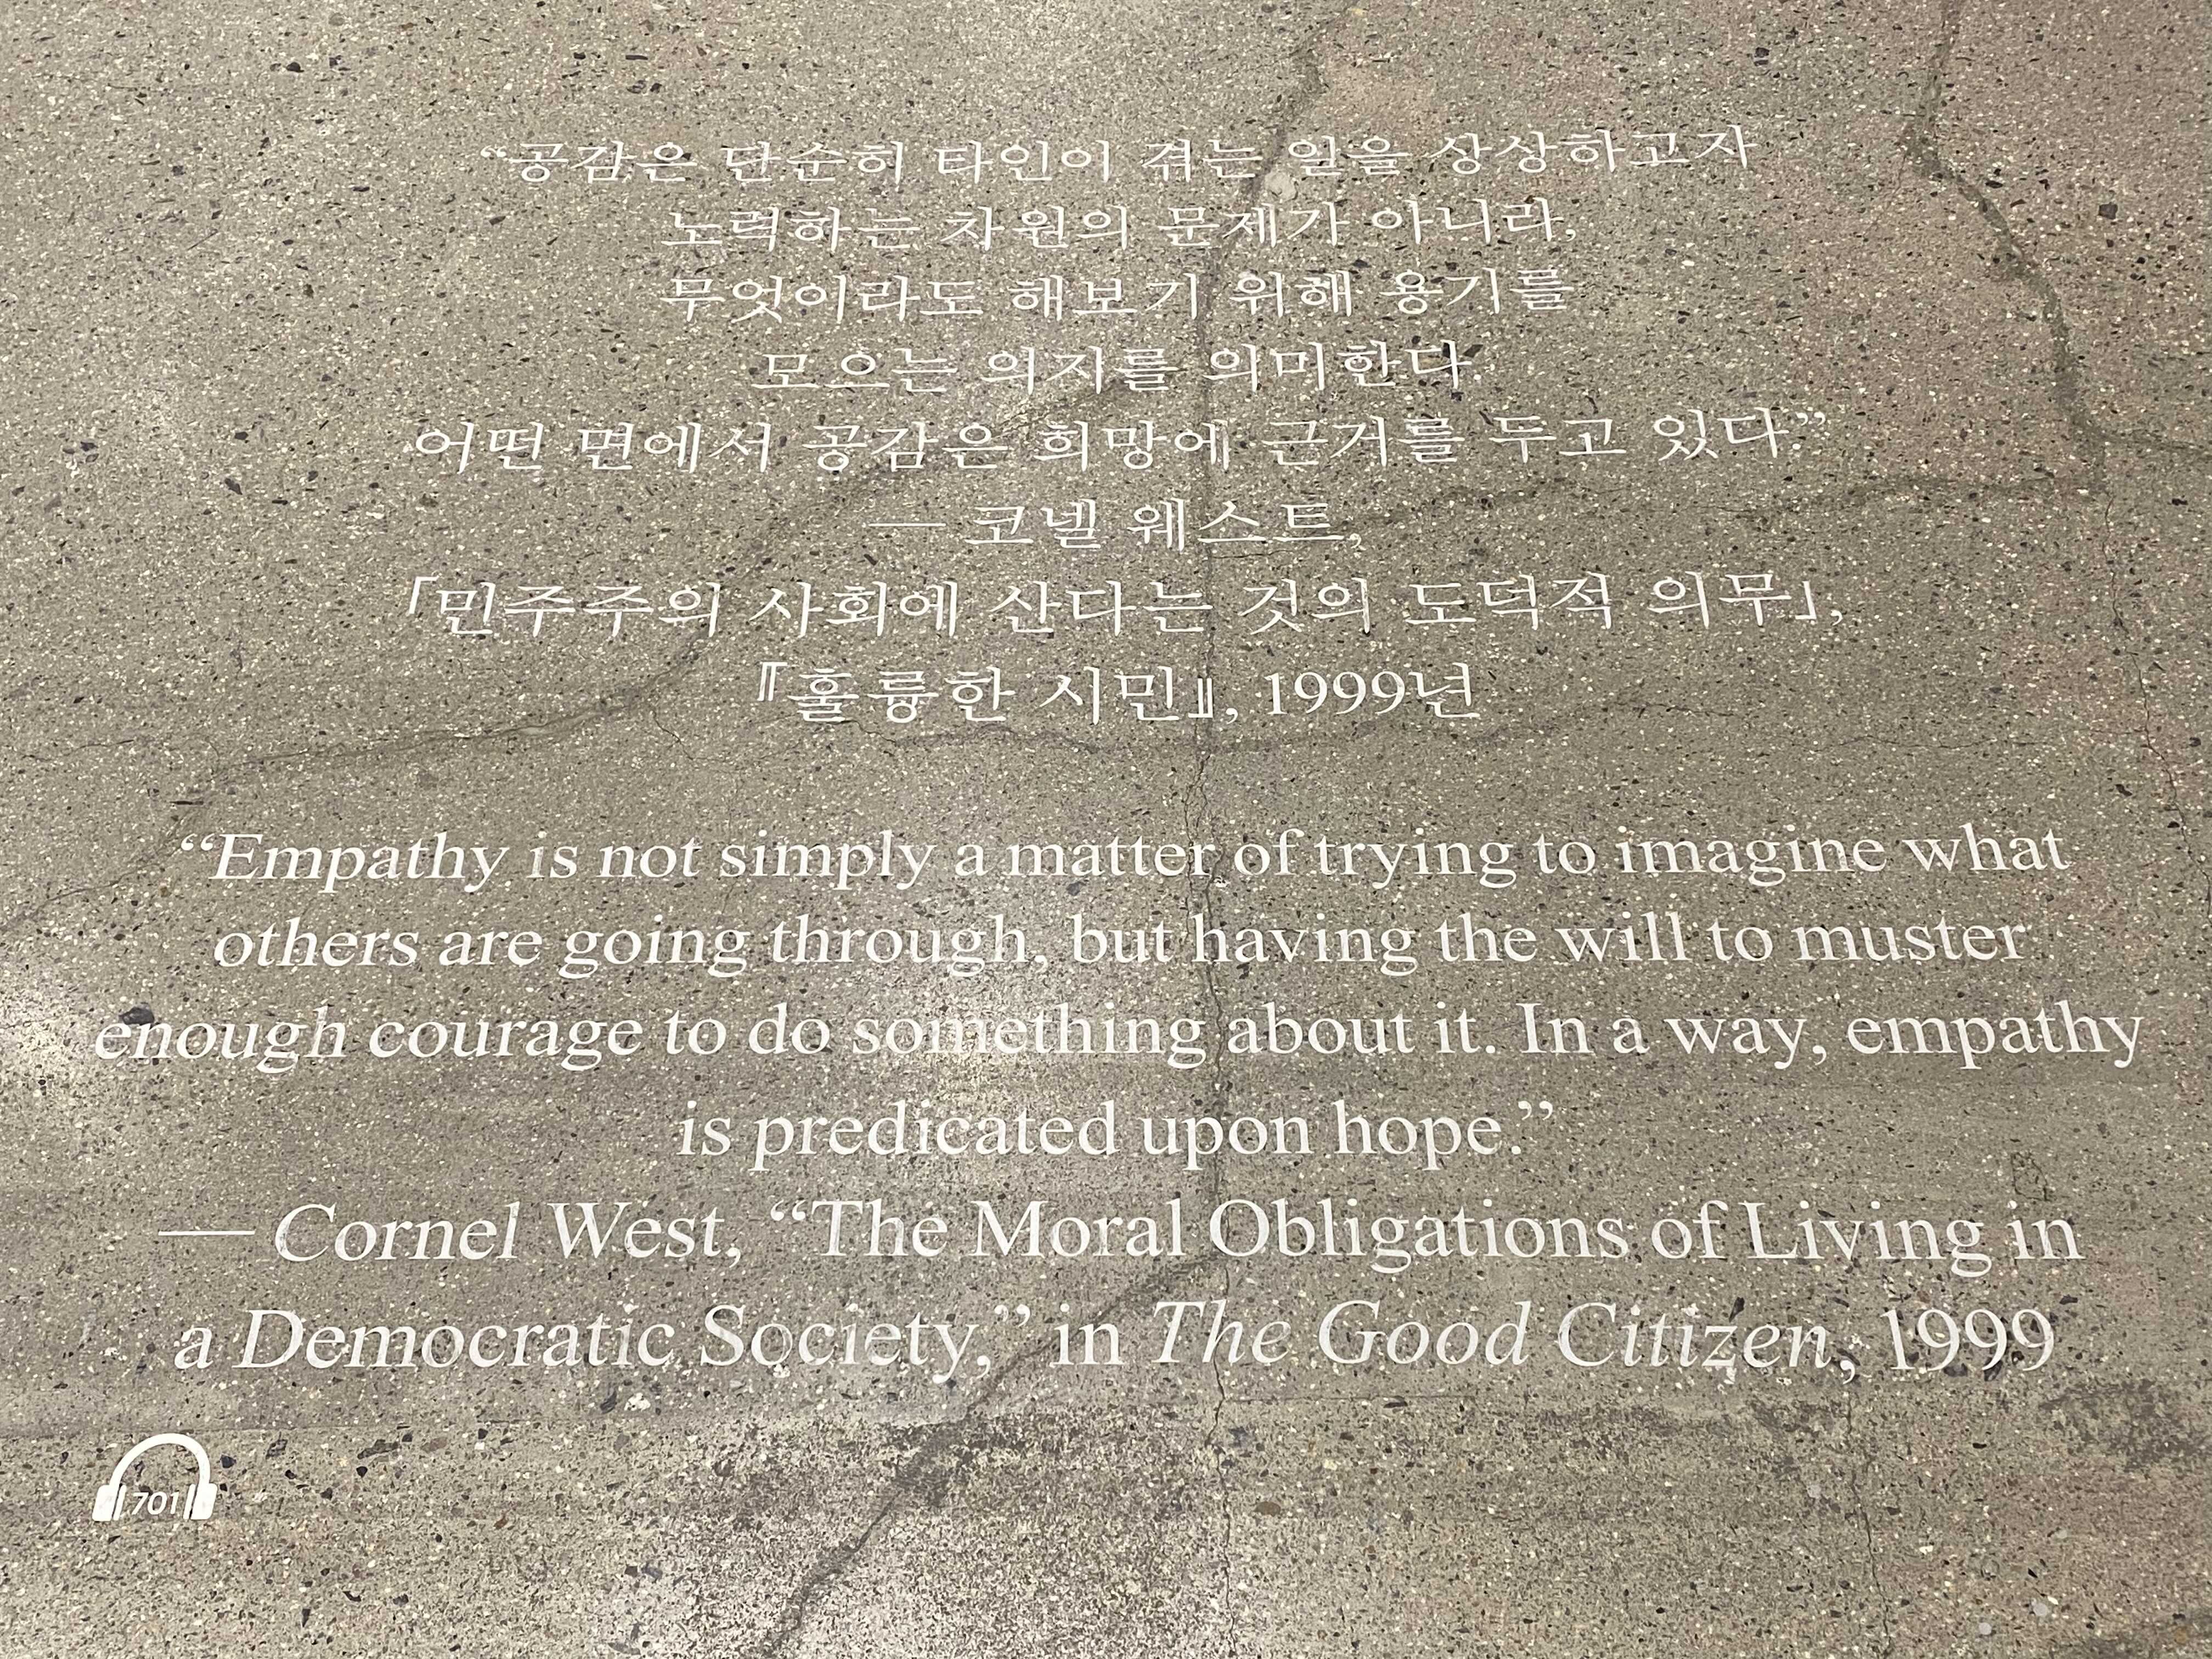 “공감은 단순히 타인이 겪는 일을 상상하고자
노력하는 차원의 문제가 아니라,
무엇이라도 해보기 위해 용기를
모으는 의지를 의미한다.
어떤 면에서 공감은 희망에 근거를 두고 있다.”
— 코넬 웨스트,
「민주주의 사회에 산다는 것의 도덕적 의무」,
『훌륭한 시민』, 1999년
“Empathy is not simply a matter of trying to imagine what
others are going through, but having the will to muster
enough courage to do something about it. In a way, empathy
is predicated upon hope.”
— Cornel West, “The Moral Obligations of Living in
a Democratic Society,” in The Good Citizen, 1999
701